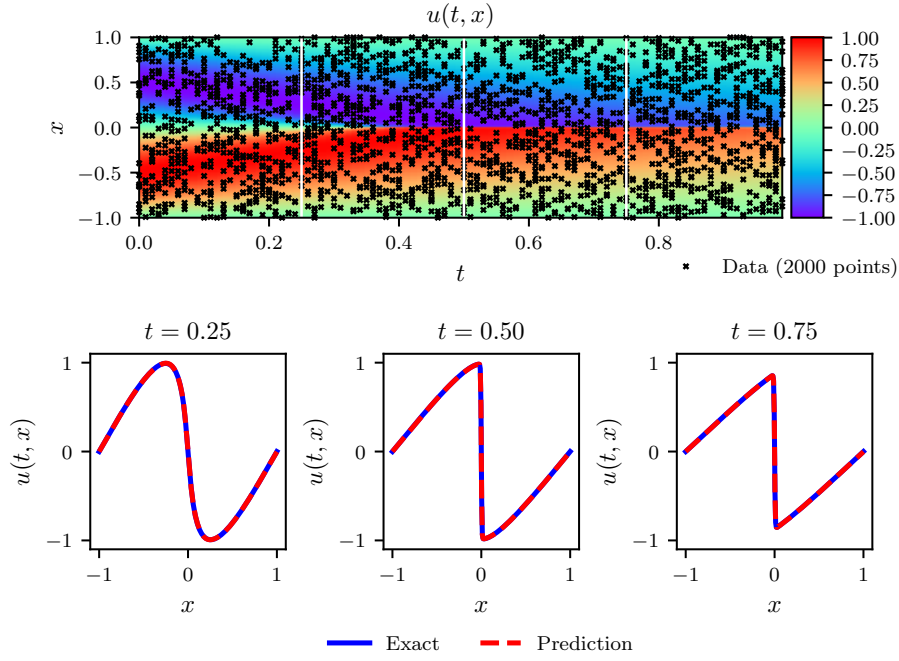 u(t, x)
1.0
0.5
0.0
−0.5
−1.0
x
0.0
0.2
0.4
0.6
0.8
t
1.00
0.75
0.50
0.25
0.00
−0.25
−0.50
−0.75
−1.00
Data (2000 points)
t = 0.25
1
0
−1
u(t, x)
−1
0
1
x
t = 0.50
1
0
−1
u(t, x)
−1
0
1
x
t = 0.75
1
0
−1
u(t, x)
−1
0
1
x
Exact
Prediction